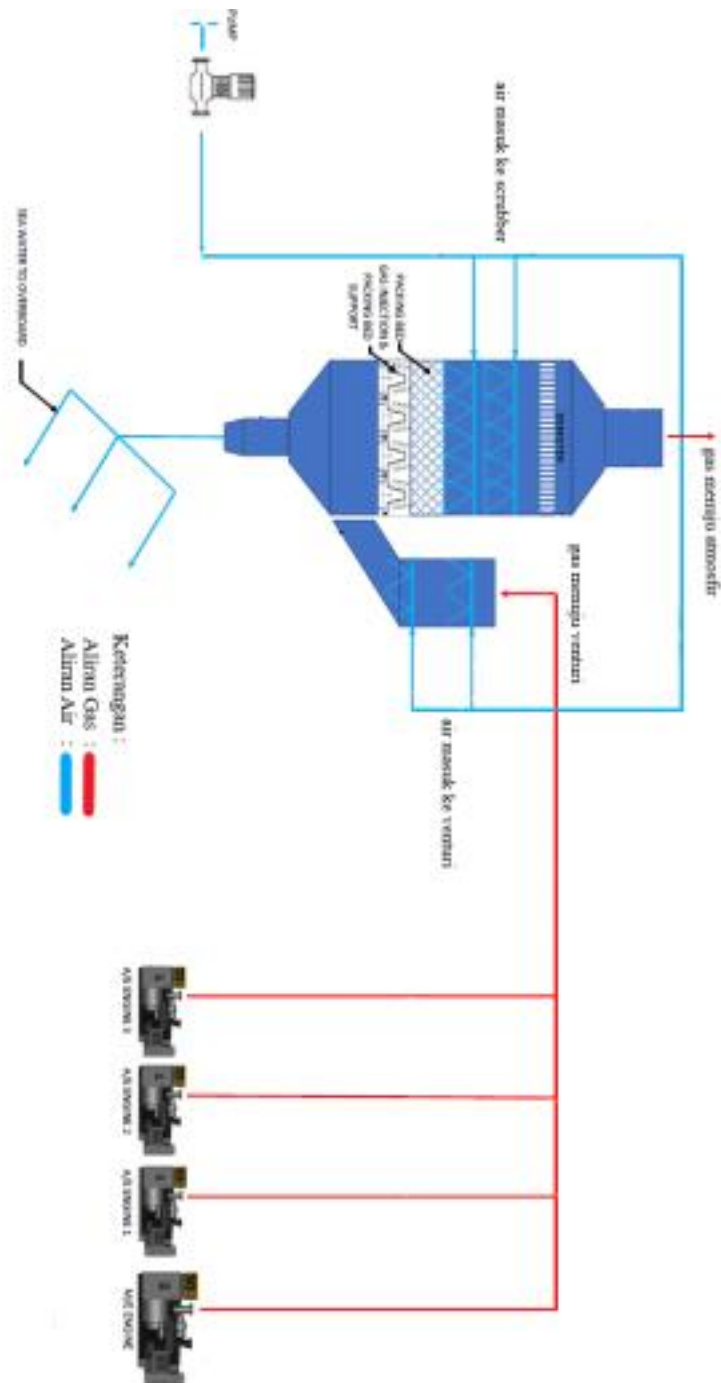 PUMP
air masuk ke scrubber
PACKING BED
GAS INJECTION &
PACKING BED
SUPPORT
SEA WATER TO OVERBOARD
gas menuju atmosfir
gas menuju venturi
air masuk ke venturi
Keterangan :
Aliran Gas :
Aliran Air :
A/E ENGINE 3
A/E ENGINE 2
A/E ENGINE 1
M/E ENGINE